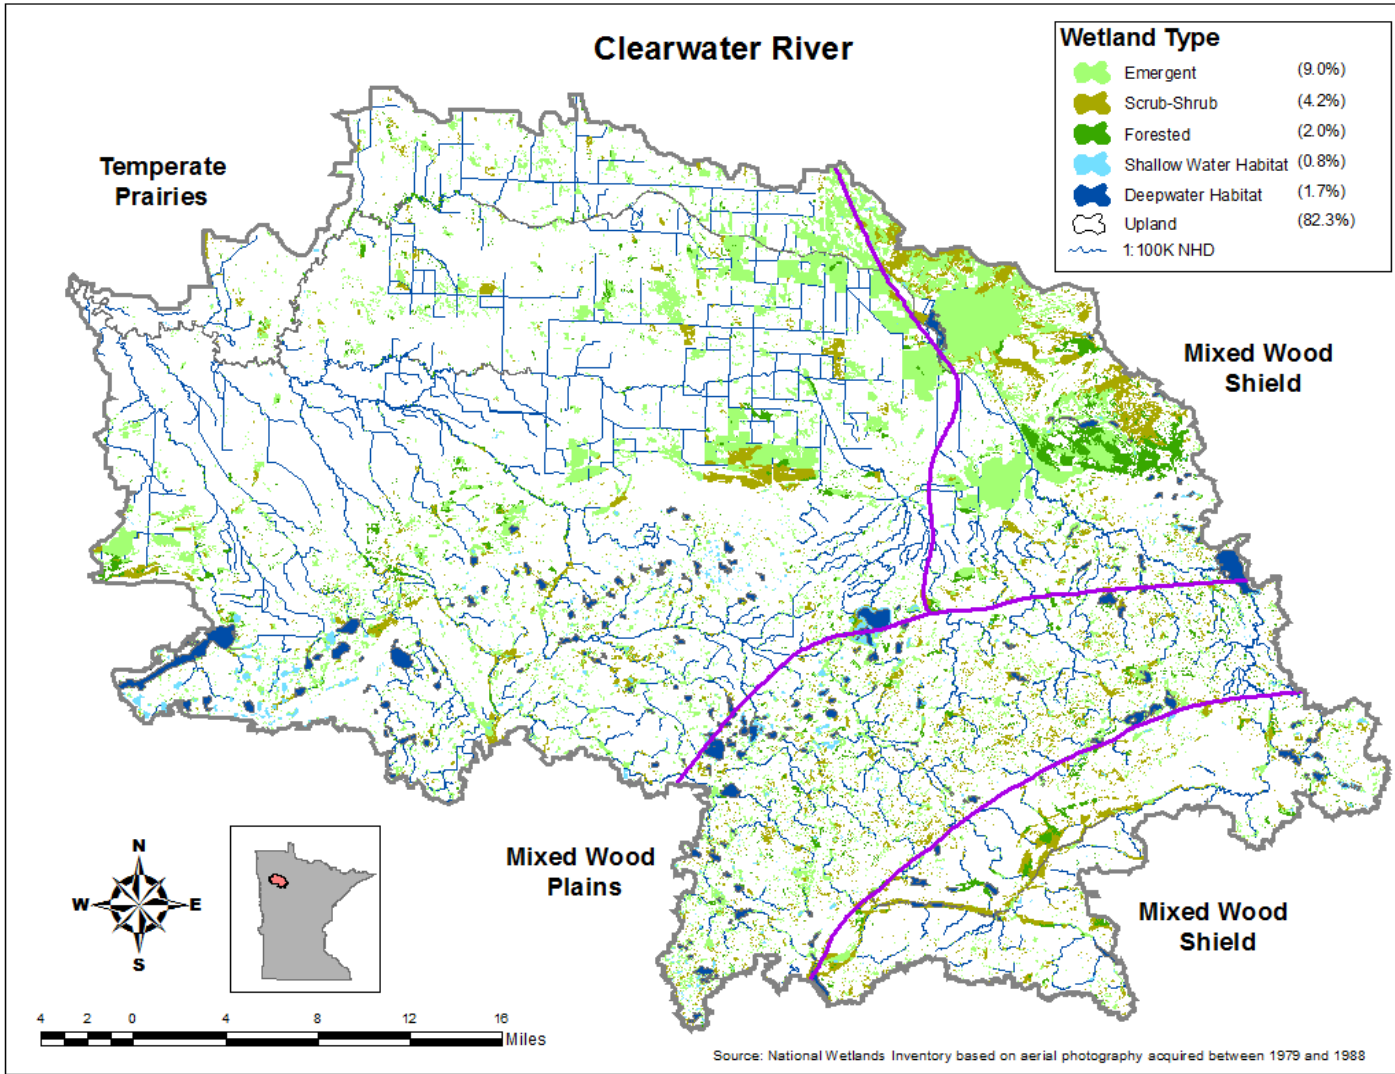 Clearwater River
Wetland Type
Emergent (9.0%)
Scrub-Shrub (4.2%)
Forested (2.0%)
Shallow Water Habitat (0.8%)
Deepwater Habitat (1.7%)
Upland (82.3%)
1:100K NHD
Temperate
Prairies
Mixed Wood
Shield
Mixed Wood
Plains
Mixed Wood
Shield
N
W E
S
4 2 0 4 8 12 16
Miles
Source: National Wetlands Inventory based on aerial photography acquired between 1979 and 1988